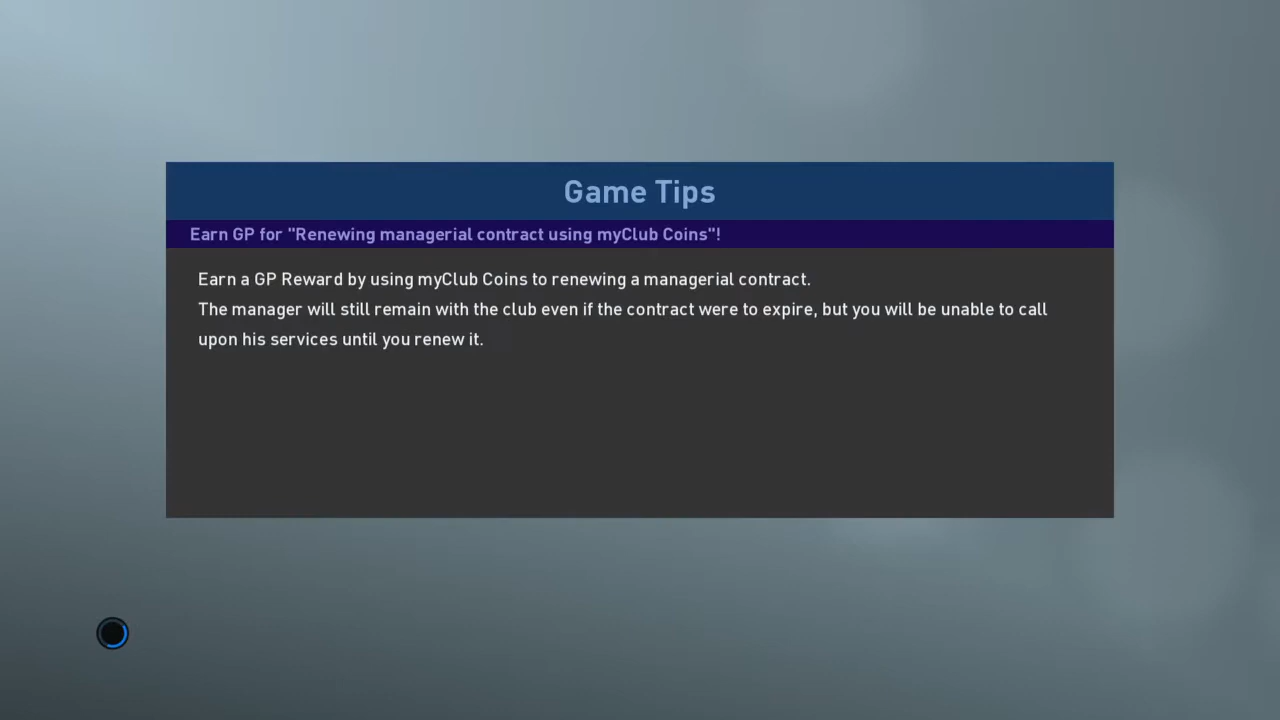 Game Tips
Earn GP for "Renewing managerial contract using myClub Coins"!
Earn a GP Reward by using myClub Coins to renewing a managerial contract.
The manager will still remain with the club even if the contract were to expire, but you will be unable to call
upon his services until you renew it.